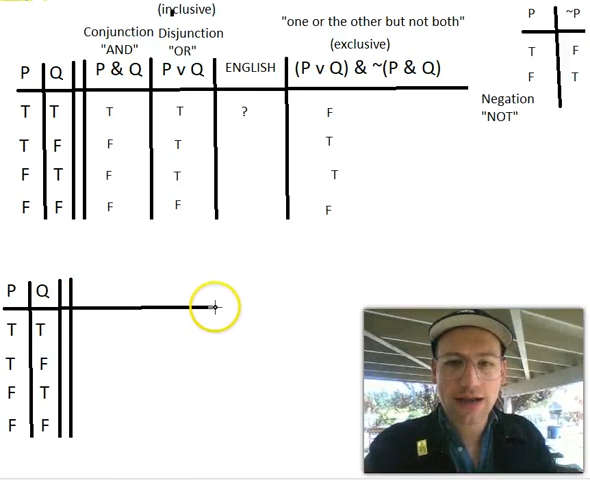 (inclusive)
"one or the other but not both"
(exclusive)
Conjunction Disjunction
"AND" "OR"
P Q P & Q P v Q ENGLISH (P v Q) & ~(P & Q)
T T T T ? F
T F F T T
F T F T T
F F F F F
P ~P
T F
F T
Negation
"NOT"
P Q
T T
T F
F T
F F